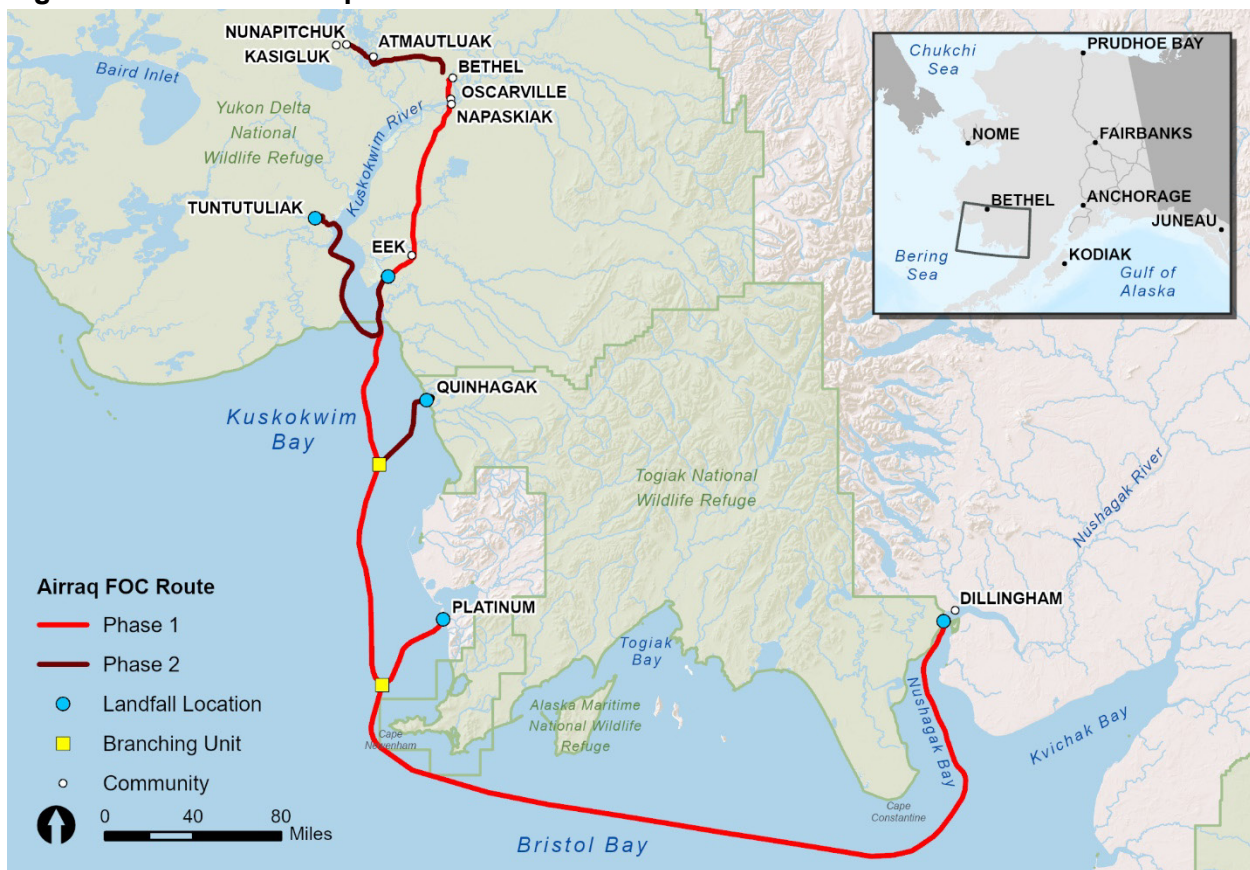 NUNAPITCHUK
KASIGLUK
ATMAUTLUAK
BETHEL
OSCARVILLE
NAPASKIAK
Baird Inlet
Yukon Delta
National
Wildlife Refuge
Kuskokwim River
TUNTUTULIAK
EEK
QUINHAGAK
Kuskokwim
Bay
Togiak National
Wildlife Refuge
Nushagak River
PLATINUM
DILLINGHAM
Togiak
Bay
Alaska Maritime
National Wildlife
Refuge
Cape
Newenham
Nushagak Bay
Kvichak Bay
Cape
Constantine
Bristol Bay
Chukchi
Sea
PRUDHOE BAY
NOME
FAIRBANKS
BETHEL
ANCHORAGE
JUNEAU
Bering
Sea
KODIAK
Gulf of
Alaska
Airraq FOC Route
Phase 1
Phase 2
Landfall Location
Branching Unit
Community
0 40 80
Miles